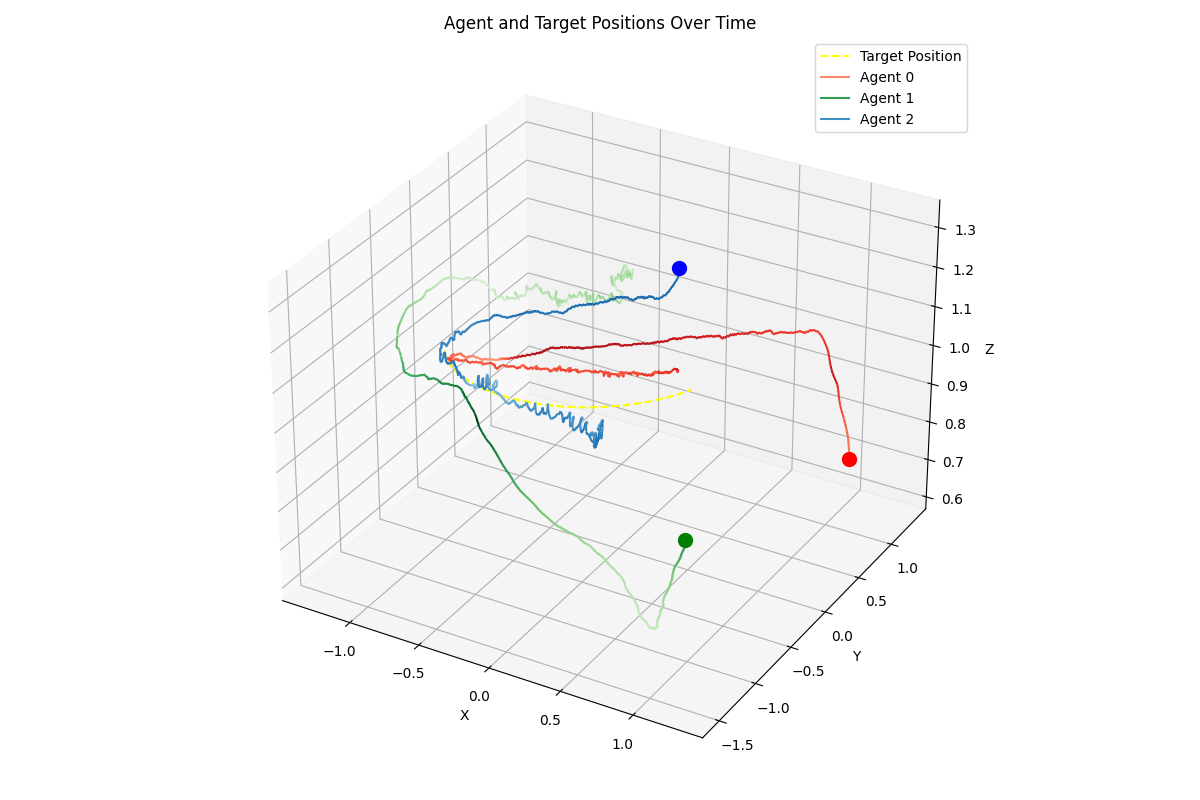 Agent and Target Positions Over Time
Target Position
Agent 0
Agent 1
Agent 2
1.3
1.2
1.1
1.0
0.9
0.8
0.7
0.6
Z
1.0
0.5
0.0
−0.5
−1.0
−1.5
Y
−1.0
−0.5
0.0
0.5
1.0
X